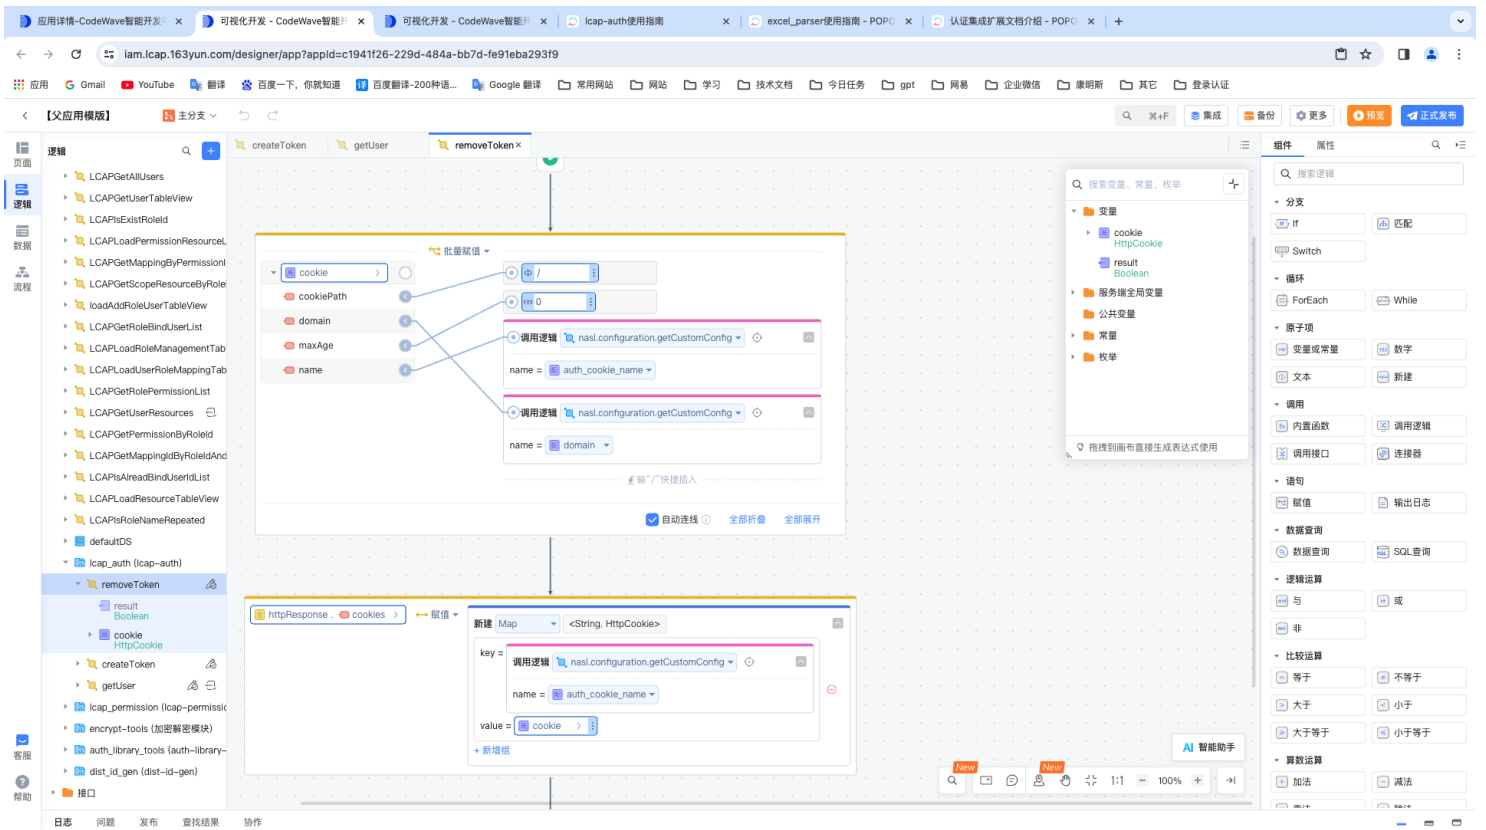 应用详情-CodeWave智能开发
可视化开发 - CodeWave智能开
可视化开发 - CodeWave智能开
lcap-auth使用指南
excel_parser使用指南 - POPO
认证集成扩展文档介绍 - POPO
iam.lcap.163yun.com/designer/app?appId=c1941f26-229d-484a-bb7d-fe91eba293f9
应用
Gmail
YouTube
翻译
百度一下，你就知道
百度翻译-200种语...
Google 翻译
常用网站
网站
学习
技术文档
今日任务
gpt
网易
企业微信
康明斯
其它
登录认证
【父应用模版】
主分支
⌘+F
集成
备份
更多
预览
正式发布
页面
逻辑
数据
流程
客服
帮助
逻辑
LCAPGetAllUsers
LCAPGetUserTableView
LCAPIsExistRoleId
LCAPLoadPermissionResourceL
LCAPGetMappingByPermissionI
LCAPGetScopeResourceByRole
loadAddRoleUserTableView
LCAPGetRoleBindUserList
LCAPLoadRoleManagementTab
LCAPLoadUserRoleMappingTab
LCAPGetRolePermissionList
LCAPGetUserResources
LCAPGetPermissionByRoleId
LCAPGetMappingIdByRoleIdAnd
LCAPIsAlreadBindUserIdList
LCAPLoadResourceTableView
LCAPIsRoleNameRepeated
defaultDS
lcap_auth (lcap-auth)
removeToken
result
Boolean
cookie
HttpCookie
createToken
getUser
lcap_permission (lcap-permissic
encrypt-tools (加密解密模块)
auth_library_tools (auth-library-
dist_id_gen (dist-id-gen)
接口
createToken
getUser
removeToken
批量赋值
cookie
cookiePath
domain
maxAge
name
/
123 0
调用逻辑 nasl.configuration.getCustomConfig
name = auth_cookie_name
调用逻辑 nasl.configuration.getCustomConfig
name = domain
输"/"快捷插入
自动连线
全部折叠
全部展开
httpResponse . cookies
赋值
新建 Map <String, HttpCookie>
key =
调用逻辑 nasl.configuration.getCustomConfig
name = auth_cookie_name
value = cookie
+ 新增组
搜索变量、常量、枚举
变量
cookie
HttpCookie
result
Boolean
服务端全局变量
公共变量
常量
枚举
拖拽到画布直接生成表达式使用
AI 智能助手
New
New
1:1
100%
组件
属性
搜索逻辑
分支
If
匹配
Switch
循环
ForEach
While
原子项
变量或常量
数字
文本
新建
调用
内置函数
调用逻辑
调用接口
连接器
语句
赋值
输出日志
数据查询
数据查询
SQL查询
逻辑运算
与
或
非
比较运算
等于
不等于
大于
小于
大于等于
小于等于
算数运算
加法
减法
日志
问题
发布
查找结果
协作